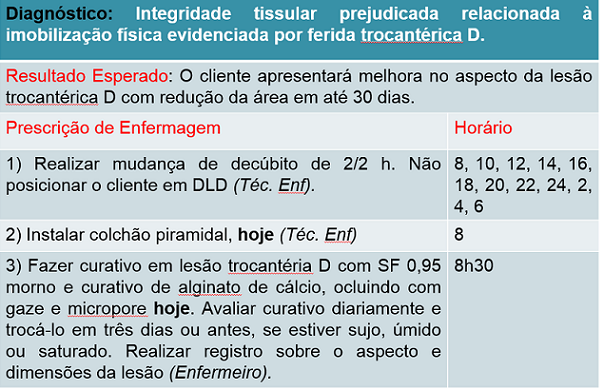 Diagnóstico: Integridade tissular prejudicada relacionada à
imobilização física evidenciada por ferida trocantérica D.
Resultado Esperado: O cliente apresentará melhora no aspecto da lesão
trocantérica D com redução da área em até 30 dias.
Prescrição de Enfermagem
Horário
1) Realizar mudança de decúbito de 2/2 h. Não
posicionar o cliente em DLD (Téc. Enf).
8, 10, 12, 14, 16,
18, 20, 22, 24, 2,
4, 6
2) Instalar colchão piramidal, hoje (Téc. Enf)
8
3) Fazer curativo em lesão trocantéria D com SF 0,95
morno e curativo de alginato de cálcio, ocluindo com
gaze e micropore hoje. Avaliar curativo diariamente e
trocá-lo em três dias ou antes, se estiver sujo, úmido
ou saturado. Realizar registro sobre o aspecto e
dimensões da lesão (Enfermeiro).
8h30